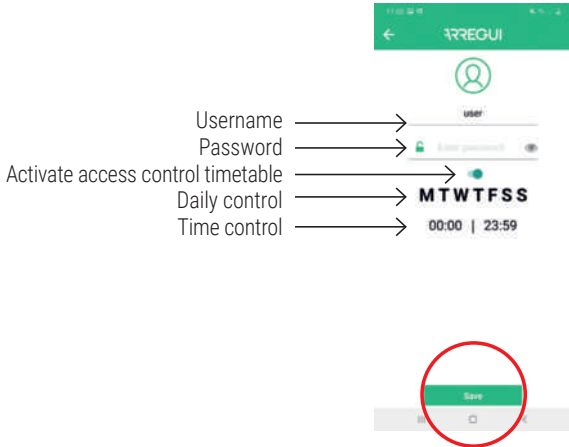 ARREGUI
user
Username
Password
Enter password
Activate access control timetable
MTWTFSS
Daily control
Time control
00:00 | 23:59
Save